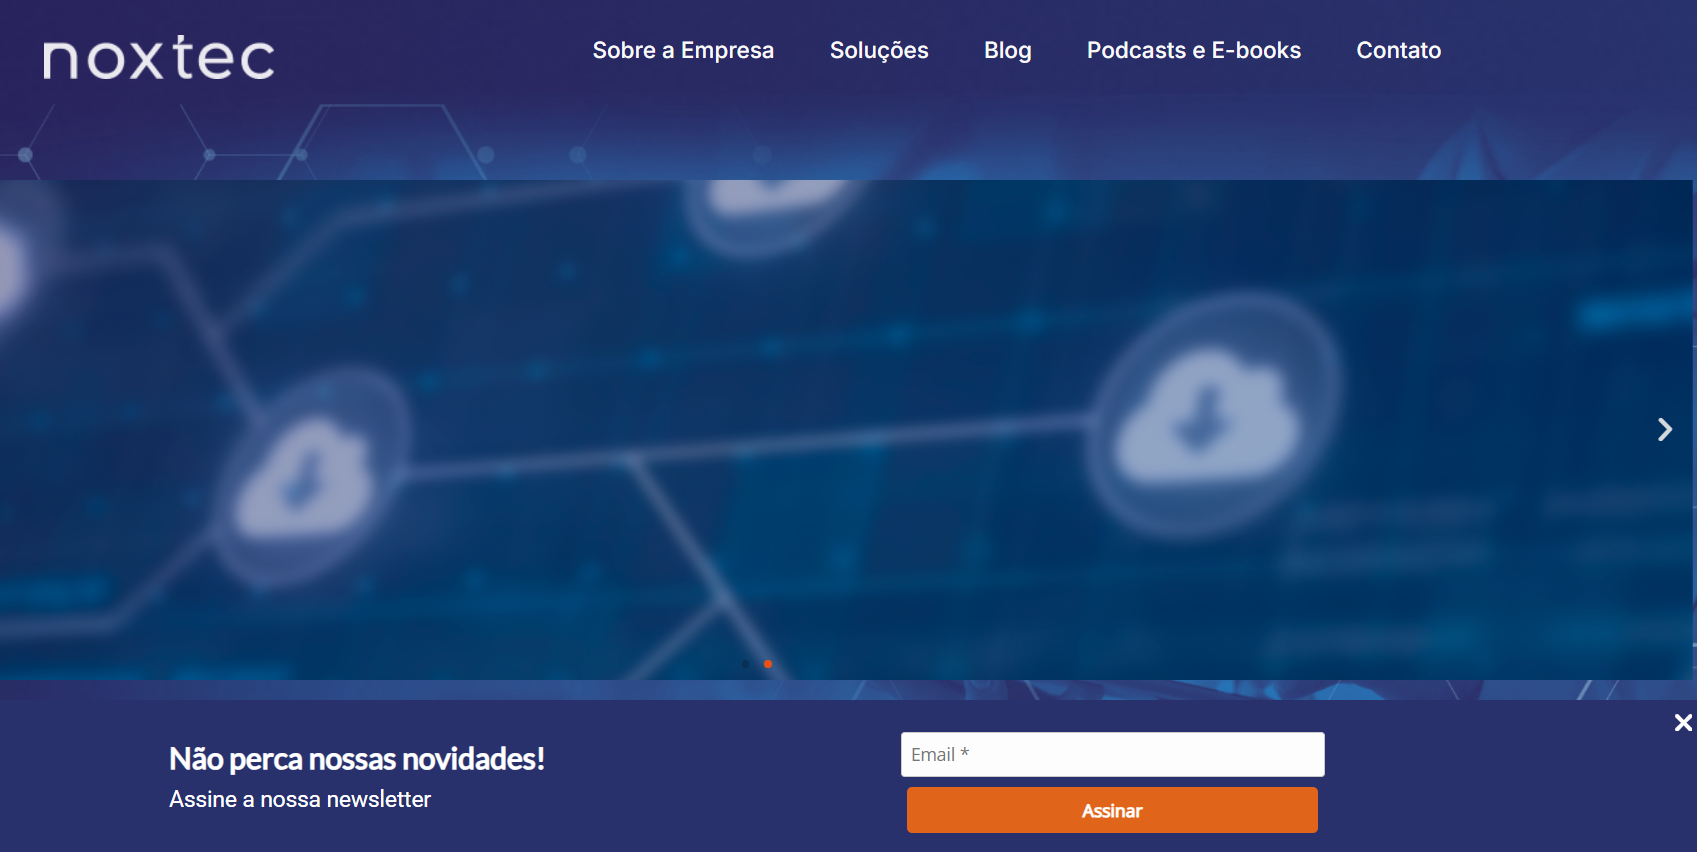 noxtec
Sobre a Empresa
Soluções
Blog
Podcasts e E-books
Contato
Não perca nossas novidades!
Assine a nossa newsletter
Email *
Assinar